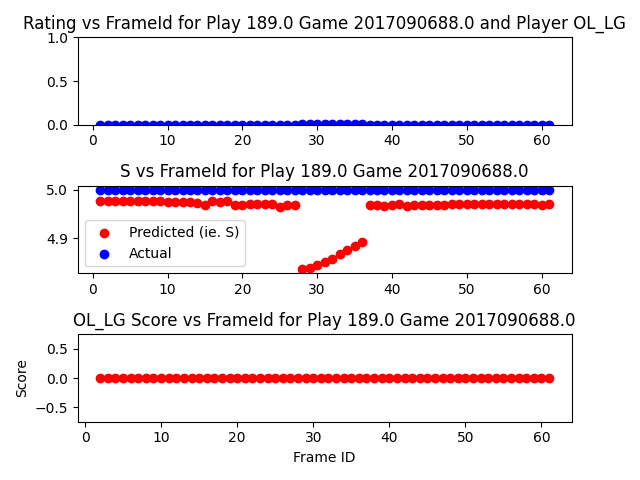 Rating vs FrameId for Play 189.0 Game 2017090688.0 and Player OL_LG
1.0
0.5
0.0
0 10 20 30 40 50 60
S vs FrameId for Play 189.0 Game 2017090688.0
5.0
4.9
Predicted (ie. S)
Actual
0 10 20 30 40 50 60
OL_LG Score vs FrameId for Play 189.0 Game 2017090688.0
Score
0.5
0.0
−0.5
0 10 20 30 40 50 60
Frame ID